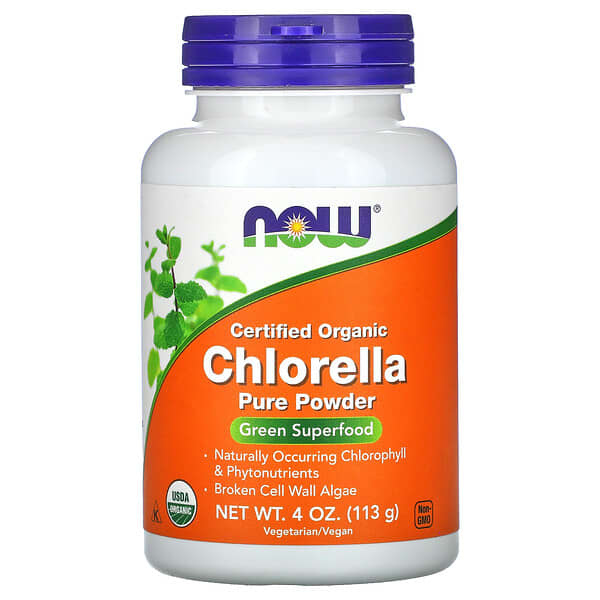 NOW®
Certified Organic
Chlorella
Pure Powder
Green Superfood
• Naturally Occurring Chlorophyll
& Phytonutrients
• Broken Cell Wall Algae
USDA
ORGANIC
K
NET WT. 4 OZ. (113 g)
Vegetarian/Vegan
Non-
GMO